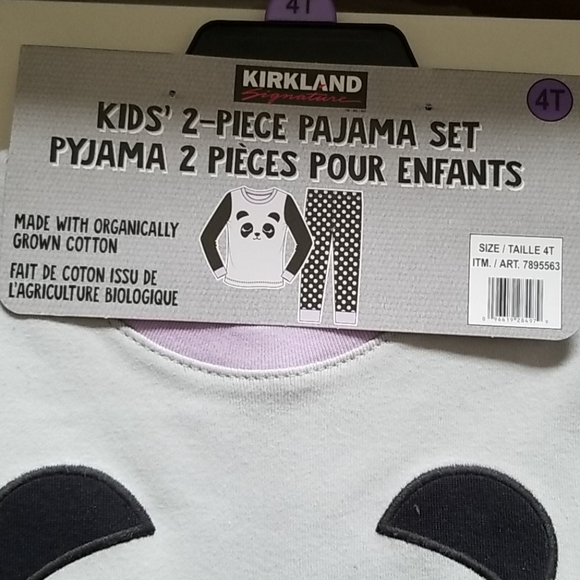 4T
KIRKLAND
Signature
4T
KIDS' 2-PIECE PAJAMA SET
PYJAMA 2 PIÈCES POUR ENFANTS
MADE WITH ORGANICALLY
GROWN COTTON
FAIT DE COTON ISSU DE
L'AGRICULTURE BIOLOGIQUE
SIZE / TAILLE 4T
ITM. / ART. 7895563